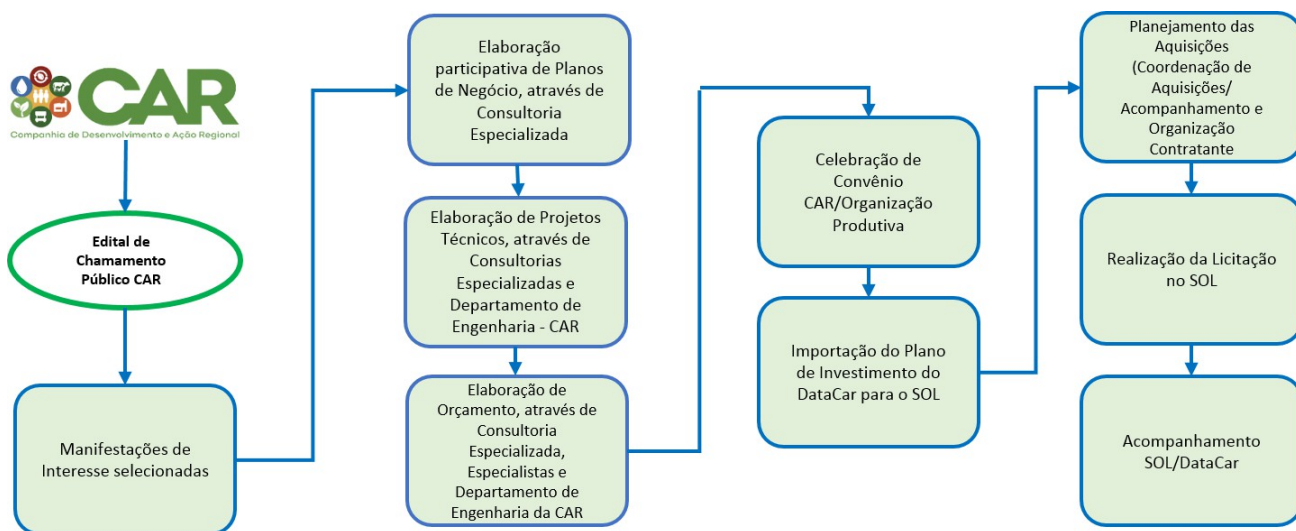 CAR
Companhia de Desenvolvimento e Ação Regional
Edital de
Chamamento
Público CAR
Manifestações de
Interesse selecionadas
Elaboração
participativa de Planos
de Negócio, através de
Consultoria
Especializada
Elaboração de Projetos
Técnicos, através de
Consultorias
Especializadas e
Departamento de
Engenharia - CAR
Elaboração de
Orçamento, através de
Consultoria
Especializada,
Especialistas e
Departamento de
Engenharia da CAR
Celebração de
Convênio
CAR/Organização
Produtiva
Importação do Plano
de Investimento do
DataCar para o SOL
Planejamento das
Aquisições
(Coordenação de
Aquisições/
Acompanhamento e
Organização
Contratante
Realização da Licitação
no SOL
Acompanhamento
SOL/DataCar